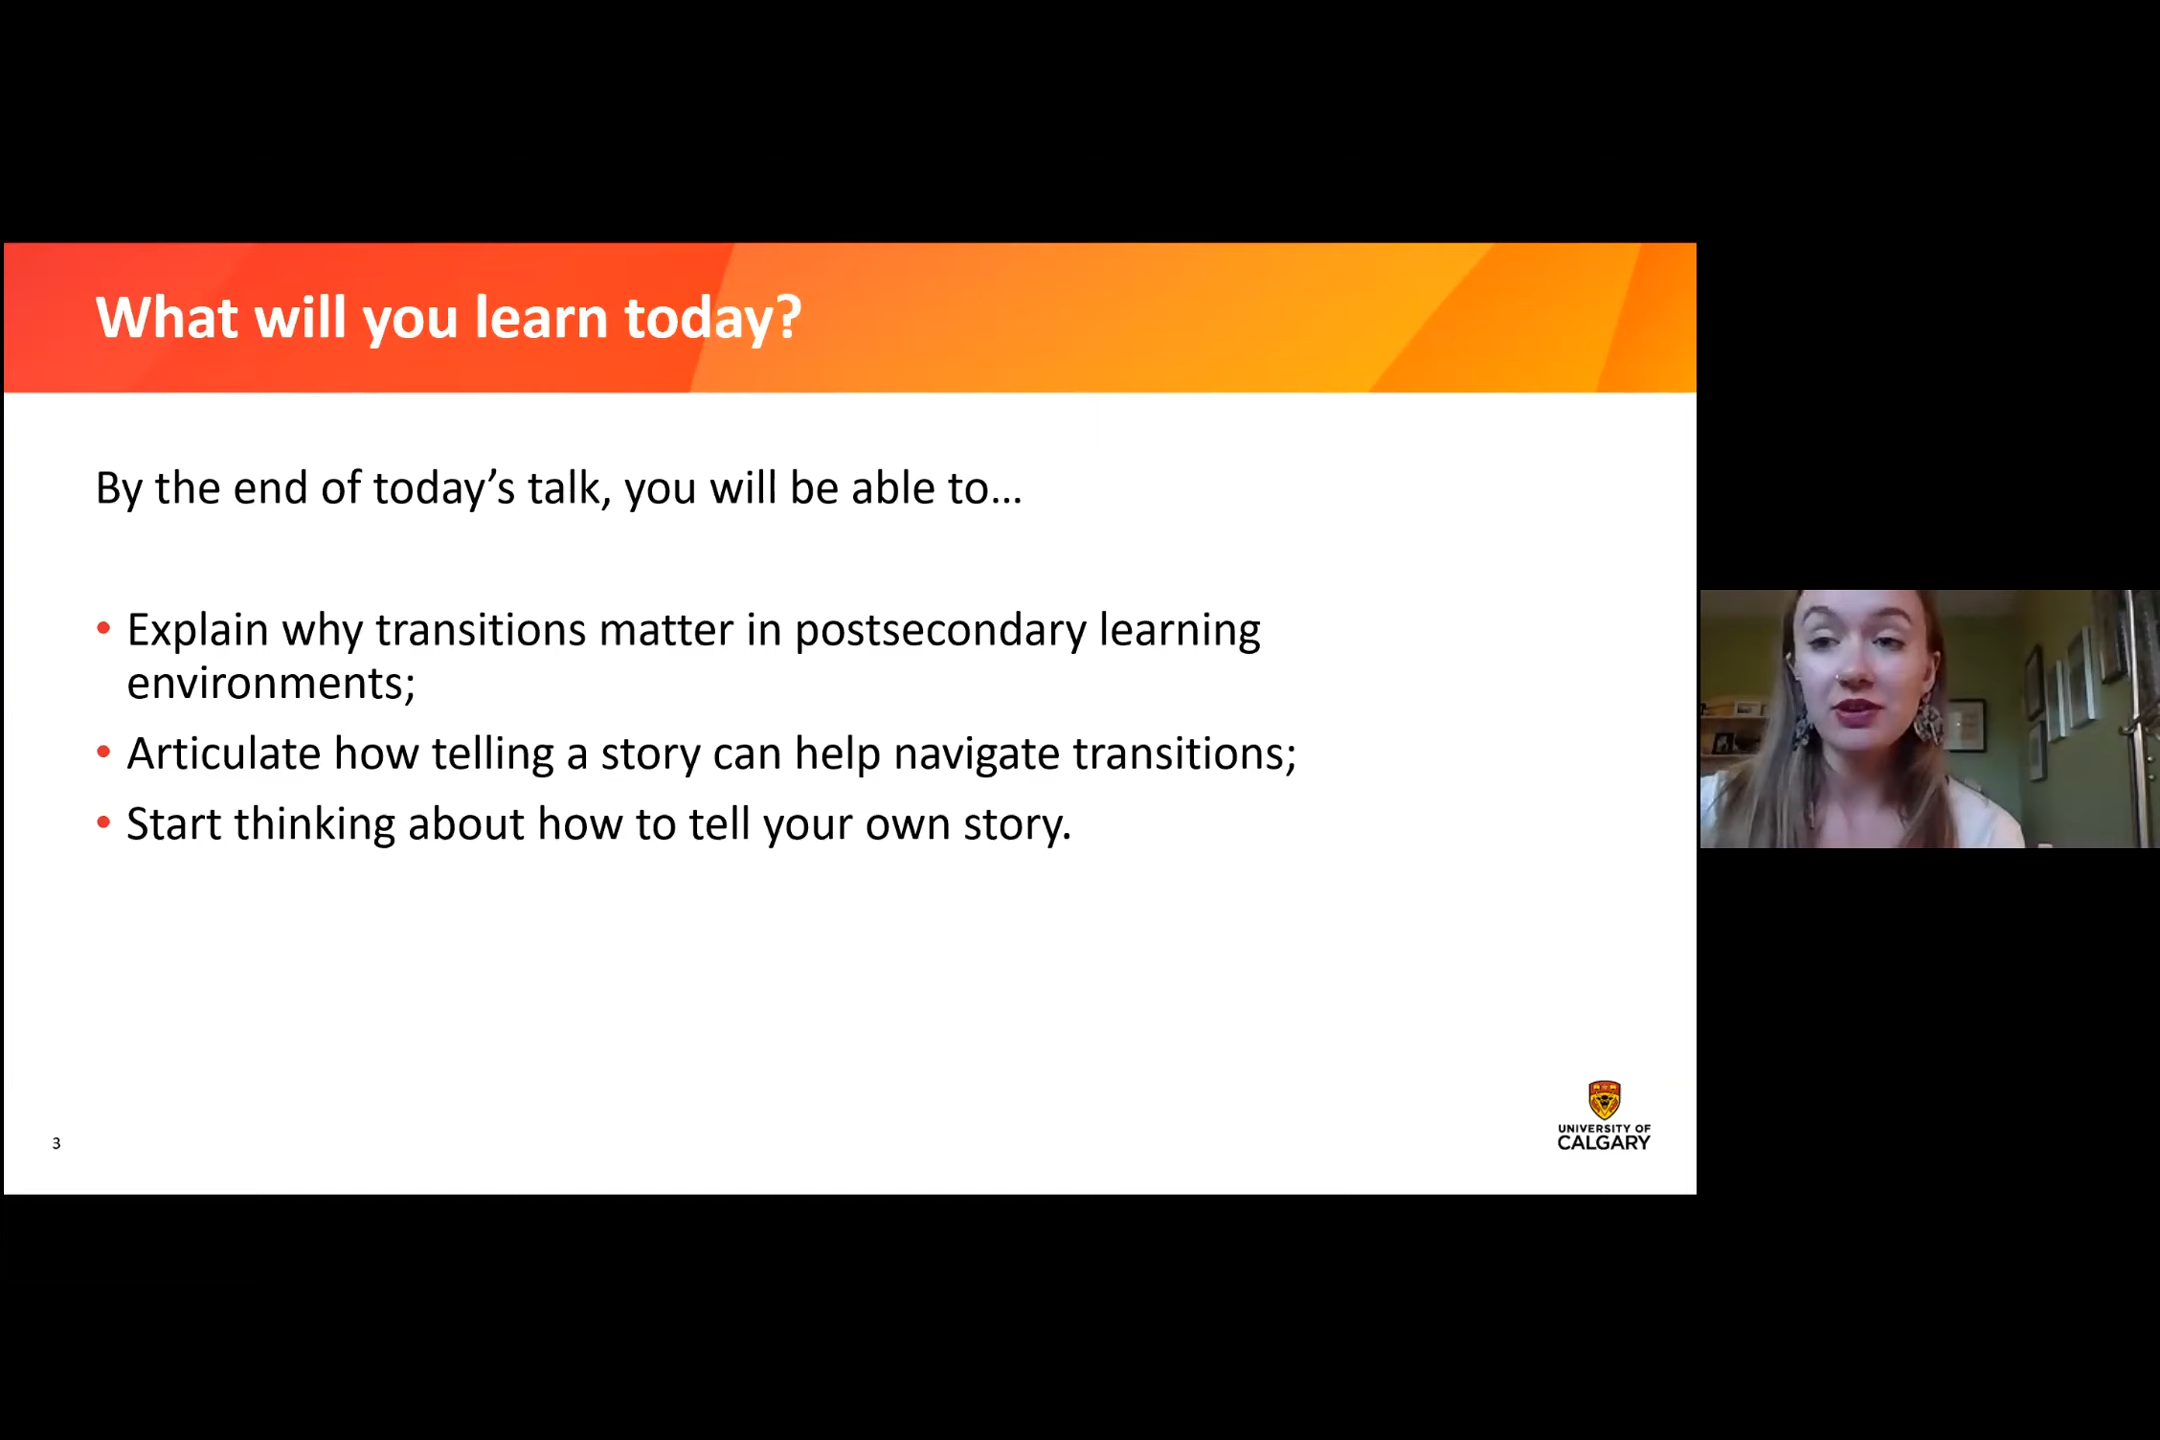 What will you learn today?
By the end of today’s talk, you will be able to…
• Explain why transitions matter in postsecondary learning
environments;
• Articulate how telling a story can help navigate transitions;
• Start thinking about how to tell your own story.
3
UNIVERSITY OF
CALGARY